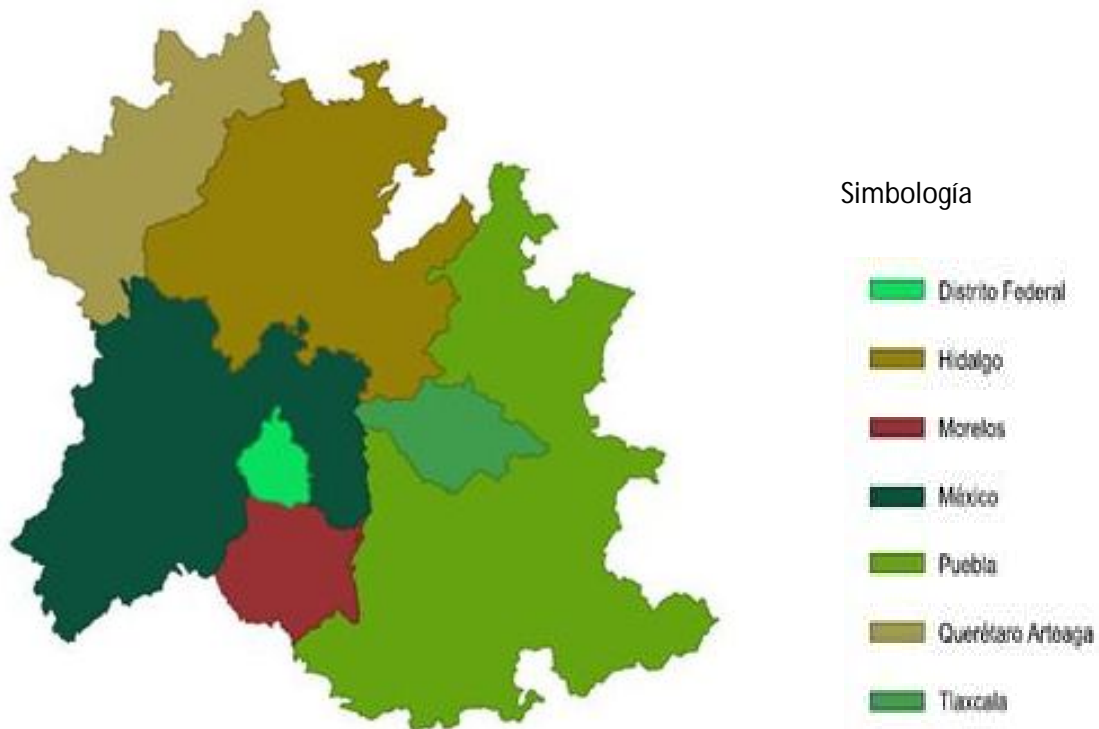 Simbología
Distrito Federal
Hidalgo
Morelos
México
Puebla
Querétaro Arteaga
Tlaxcala